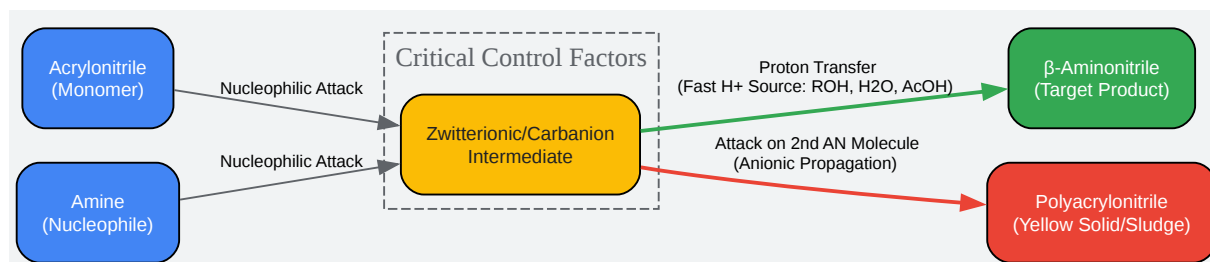 Acrylonitrile
(Monomer)
Amine
(Nucleophile)
Nucleophilic Attack
Nucleophilic Attack
Critical Control Factors
Zwitterionic/Carbanion
Intermediate
Proton Transfer
(Fast H+ Source: ROH, H2O, AcOH)
Attack on 2nd AN Molecule
(Anionic Propagation)
β-Aminonitrile
(Target Product)
Polyacrylonitrile
(Yellow Solid/Sludge)